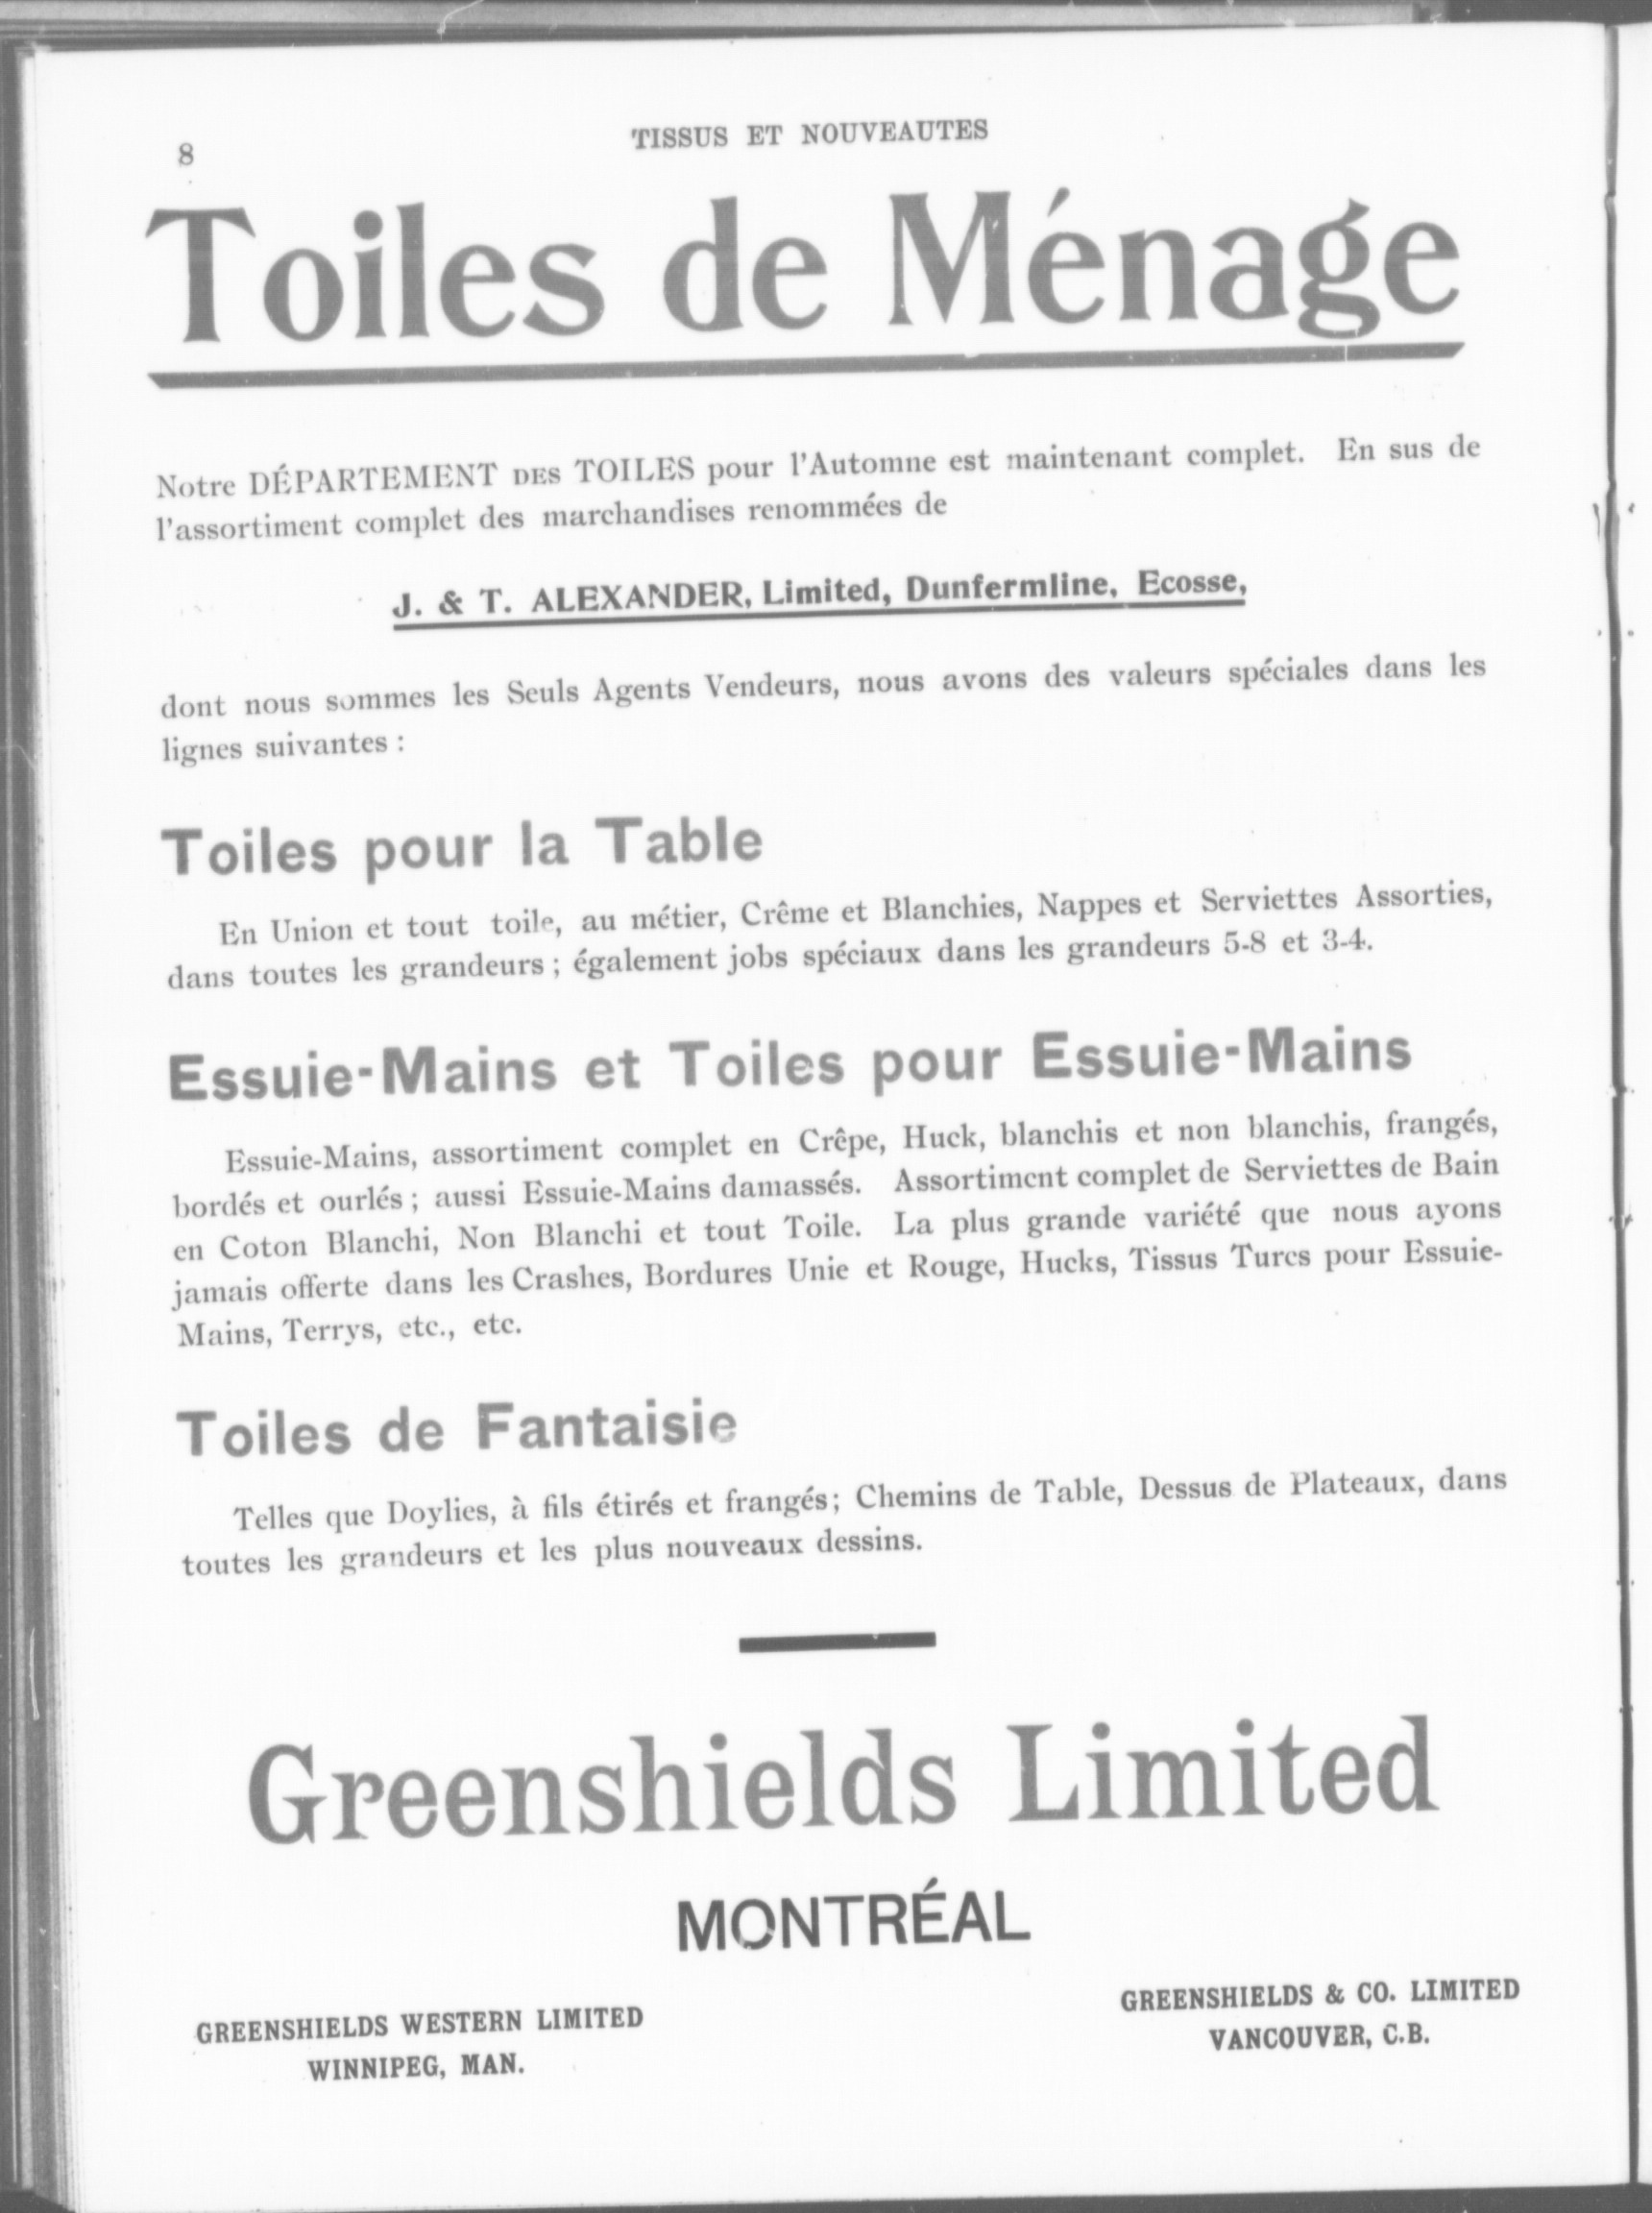 8
TISSUS ET NOUVEAUTES
Toiles de Ménage
Notre DÉPARTEMENT DES TOILES pour l'Automne est maintenant complet. En sus de
l'assortiment complet des marchandises renommées de
J. & T. ALEXANDER, Limited, Dunfermline, Ecosse,
dont nous sommes les Seuls Agents Vendeurs, nous avons des valeurs spéciales dans les
lignes suivantes :
Toiles pour la Table
En Union et tout toile, au métier, Crême et Blanchies, Nappes et Serviettes Assorties,
dans toutes les grandeurs ; également jobs spéciaux dans les grandeurs 5-8 et 3-4.
Essuie-Mains et Toiles pour Essuie-Mains
Essuie-Mains, assortiment complet en Crêpe, Huck, blanchis et non blanchis, frangés,
bordés et ourlés ; aussi Essuie-Mains damassés. Assortiment complet de Serviettes de Bain
en Coton Blanchi, Non Blanchi et tout Toile. La plus grande variété que nous ayons
jamais offerte dans les Crashes, Bordures Unie et Rouge, Hucks, Tissus Turcs pour Essuie-
Mains, Terrys, etc., etc.
Toiles de Fantaisie
Telles que Doylies, à fils étirés et frangés; Chemins de Table, Dessus de Plateaux, dans
toutes les grandeurs et les plus nouveaux dessins.
Greenshields Limited
MONTRÉAL
GREENSHIELDS WESTERN LIMITED
WINNIPEG, MAN.
GREENSHIELDS & CO. LIMITED
VANCOUVER, C.B.